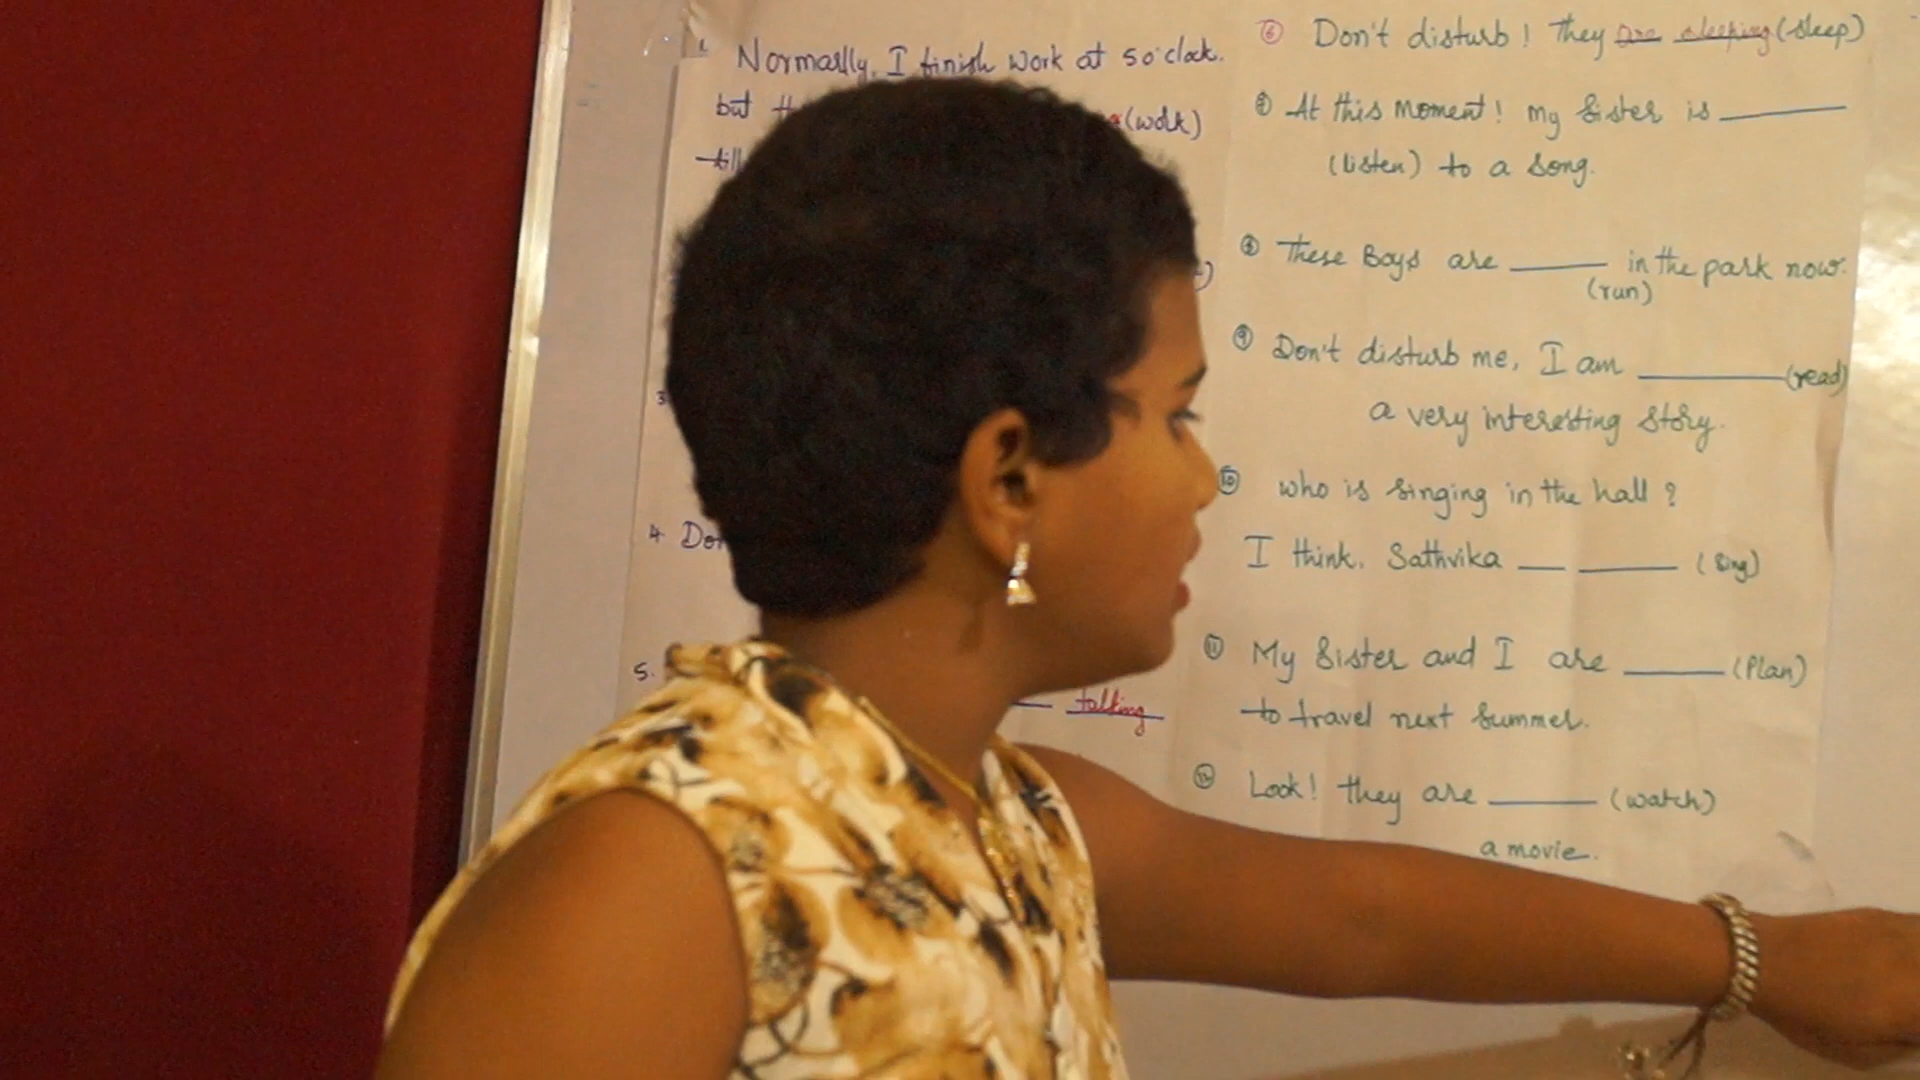 1. Normally, I finish work at 5 o'clock.
but (work)
till
3
4. Don
5. talking
6 Don't disturb! They are sleeping (sleep)
7 At this moment! my sister is ______
(listen) to a song.
8 These Boys are ______ in the park now.
(run)
9 Don't disturb me, I am ______ (read)
a very interesting story.
10 who is singing in the hall?
I think, Sathvika ___ ______ (sing)
11 My sister and I are ______ (Plan)
to travel next summer.
12 Look! they are ______ (watch)
a movie.